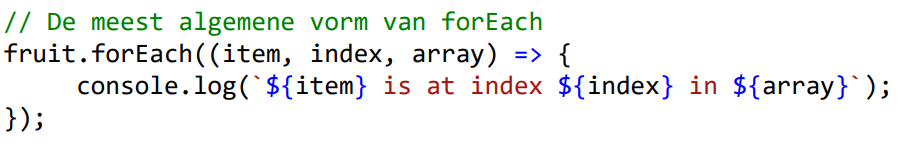 // De meest algemene vorm van forEach
fruit.forEach((item, index, array) => {
     console.log(`${item} is at index ${index} in ${array}`);
});